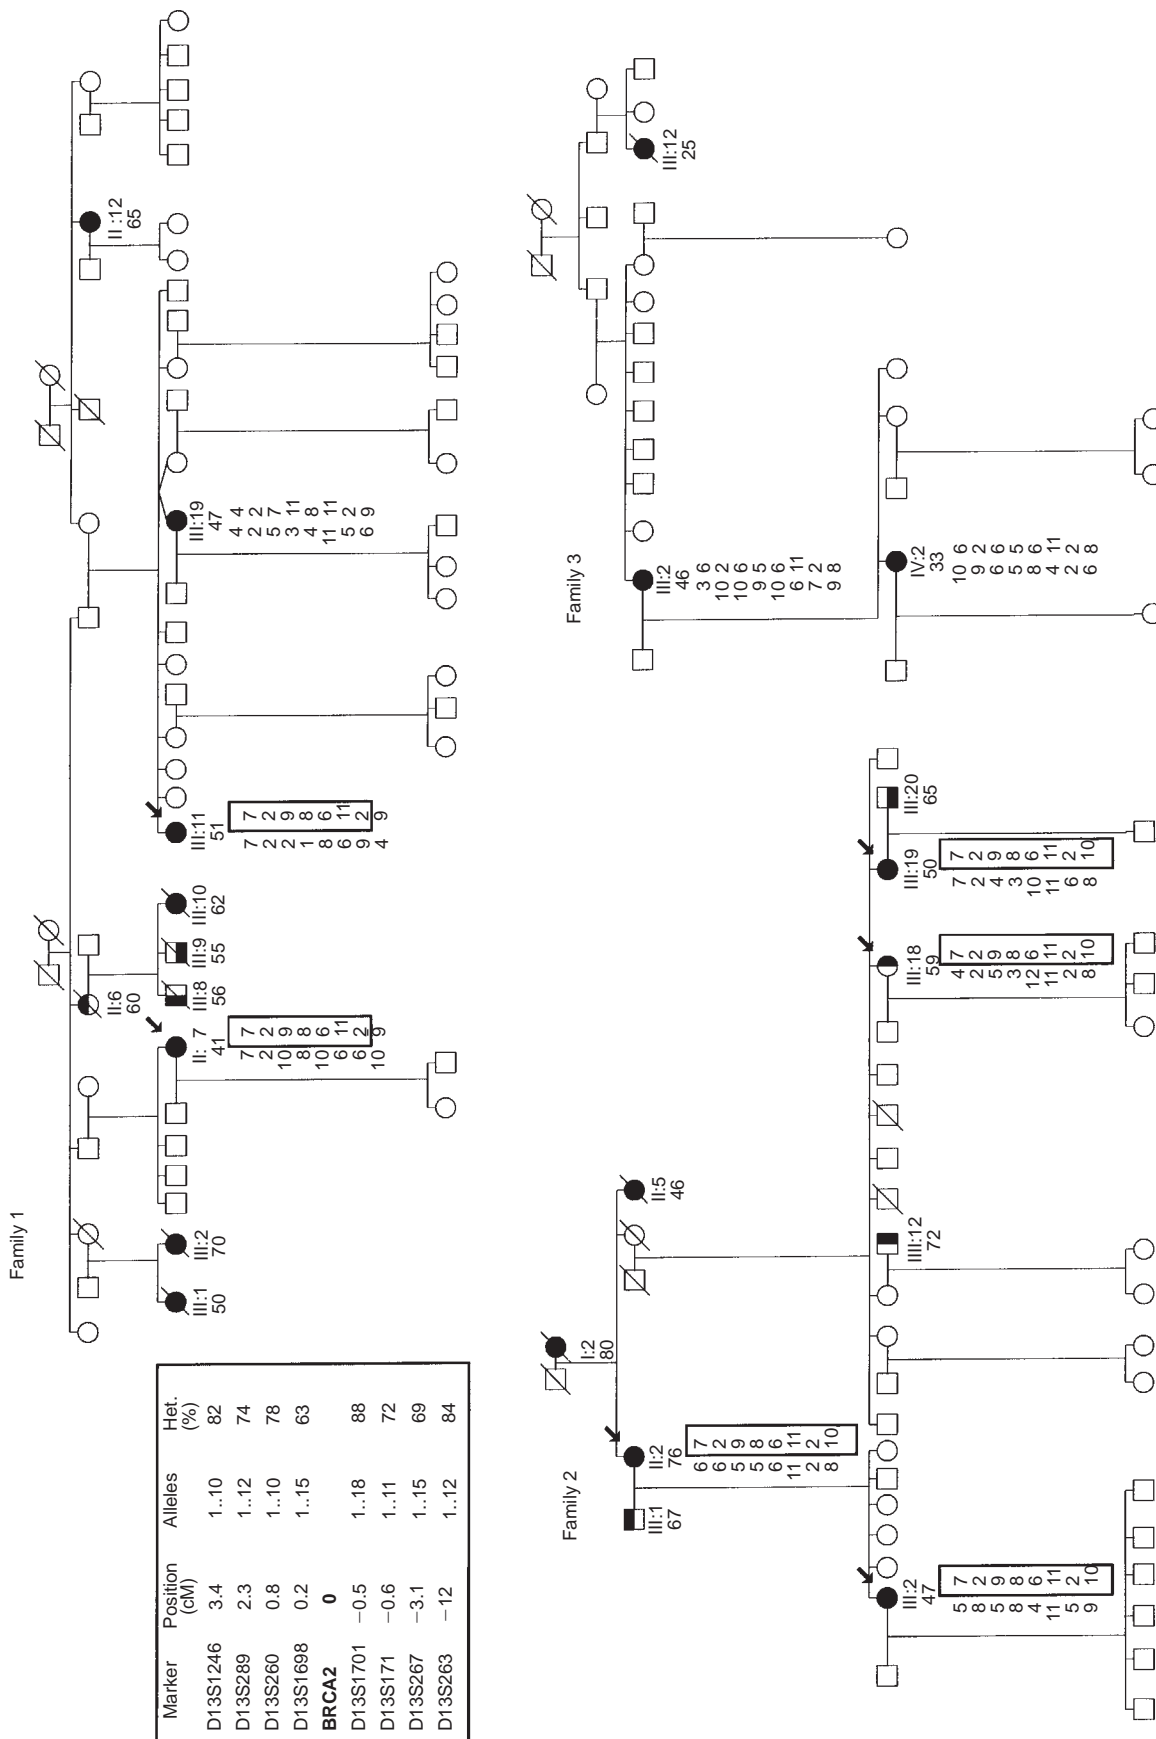 Family 1
II:6
60
II:12
65
III:1
50
III:2
70
II: 7
41
7 7
2 2
10 9
8 8
10 6
6 11
6 2
10 9
III:8
56
III:9
55
III:10
62
III:11
51
7 7
2 2
2 9
1 8
8 6
6 11
9 2
4 9
III:19
47
4 4
2 2
5 7
3 11
4 8
11 11
5 2
6 9
Marker Position (cM) Alleles Het. (%)
D13S1246 3.4 1..10 82
D13S289 2.3 1..12 74
D13S260 0.8 1..10 78
D13S1698 0.2 1..15 63
BRCA2 0
D13S1701 −0.5 1..18 88
D13S171 −0.6 1..11 72
D13S267 −3.1 1..15 69
D13S263 −12 1..12 84
Family 2
I:2
80
III:1
67
II:2
76
6 7
6 2
5 9
5 8
6 6
11 11
2 2
8 10
II:5
46
III:2
47
5 7
8 2
5 9
8 8
4 6
11 11
5 2
9 10
IIII:12
72
III:18
59
4 7
2 2
5 9
3 8
12 6
11 11
2 2
8 10
III:19
50
7 7
2 2
4 9
3 8
10 6
11 11
6 2
8 10
III:20
65
Family 3
III:2
46
3 6
10 2
10 6
9 5
10 6
6 11
7 2
9 8
III:12
25
IV:2
33
10 6
9 2
6 6
5 5
8 6
4 11
2 2
6 8